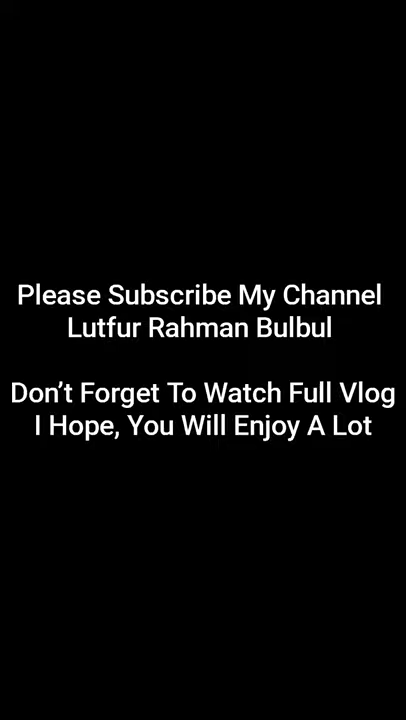 Please Subscribe My Channel
Lutfur Rahman Bulbul
Don’t Forget To Watch Full Vlog
I Hope, You Will Enjoy A Lot